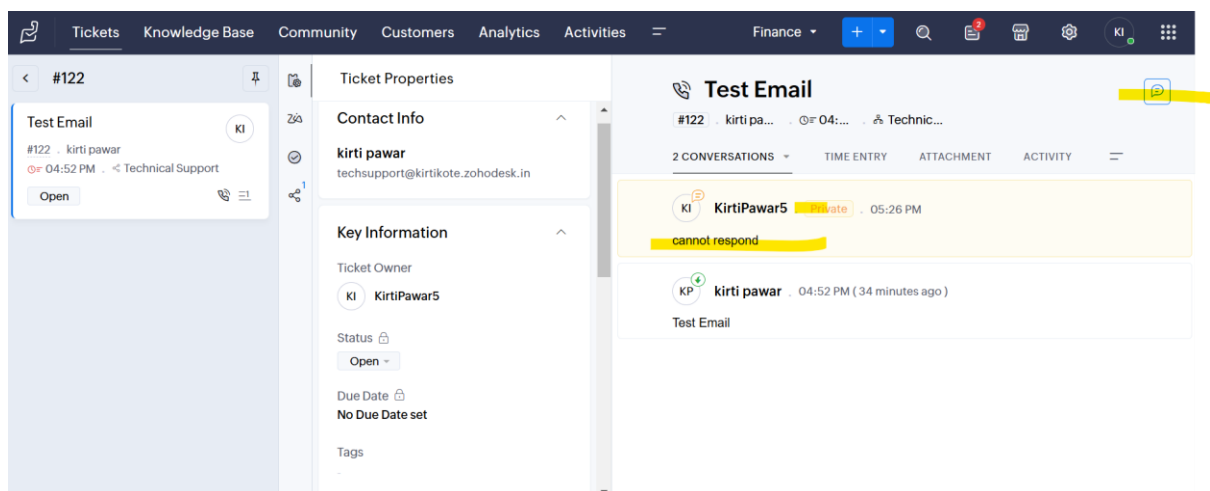 Tickets Knowledge Base Community Customers Analytics Activities Finance 2 KI
#122
Test Email KI
#122 . kirti pawar
04:52 PM . Technical Support
Open 1
Zia
1
Ticket Properties
Contact Info
kirti pawar
techsupport@kirtikote.zohodesk.in
Key Information
Ticket Owner
KI KirtiPawar5
Status
Open
Due Date
No Due Date set
Tags
-
Test Email
#122 . kirti pa... . 04:... . Technic...
2 CONVERSATIONS TIME ENTRY ATTACHMENT ACTIVITY
KI KirtiPawar5 . Private . 05:26 PM
cannot respond
KP kirti pawar . 04:52 PM ( 34 minutes ago )
Test Email